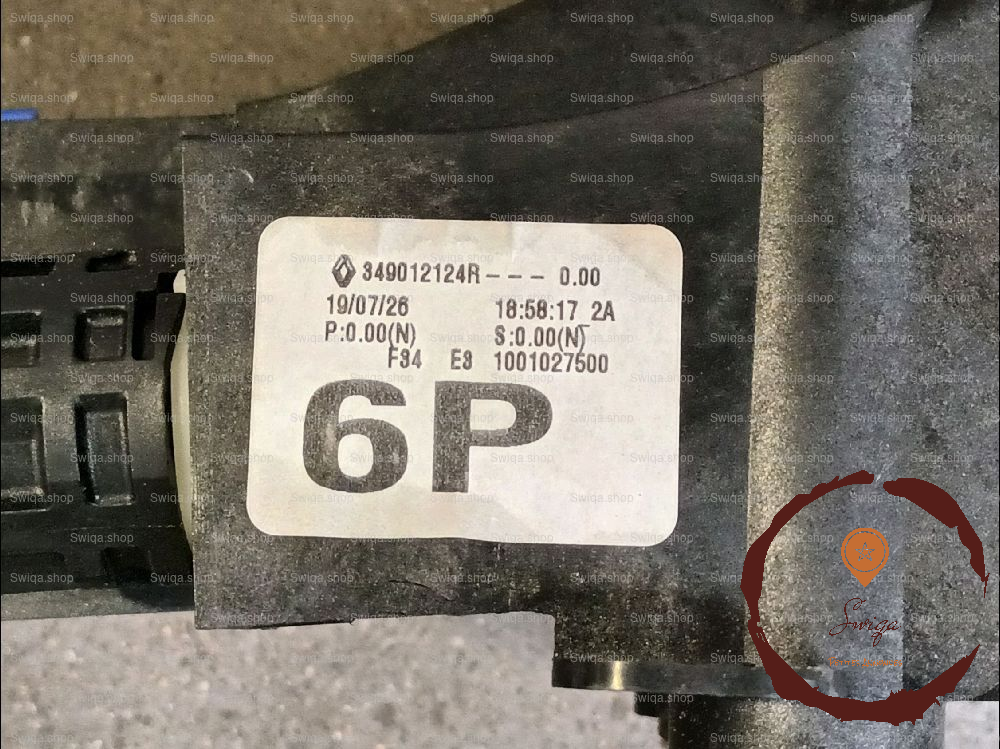 349012124R - - - 0.00
19/07/26 18:58:17 2A
P:0.00(N) S:0.00(N)
F34 E3 1001027500
6P
Swiqa.shop
Swiqa